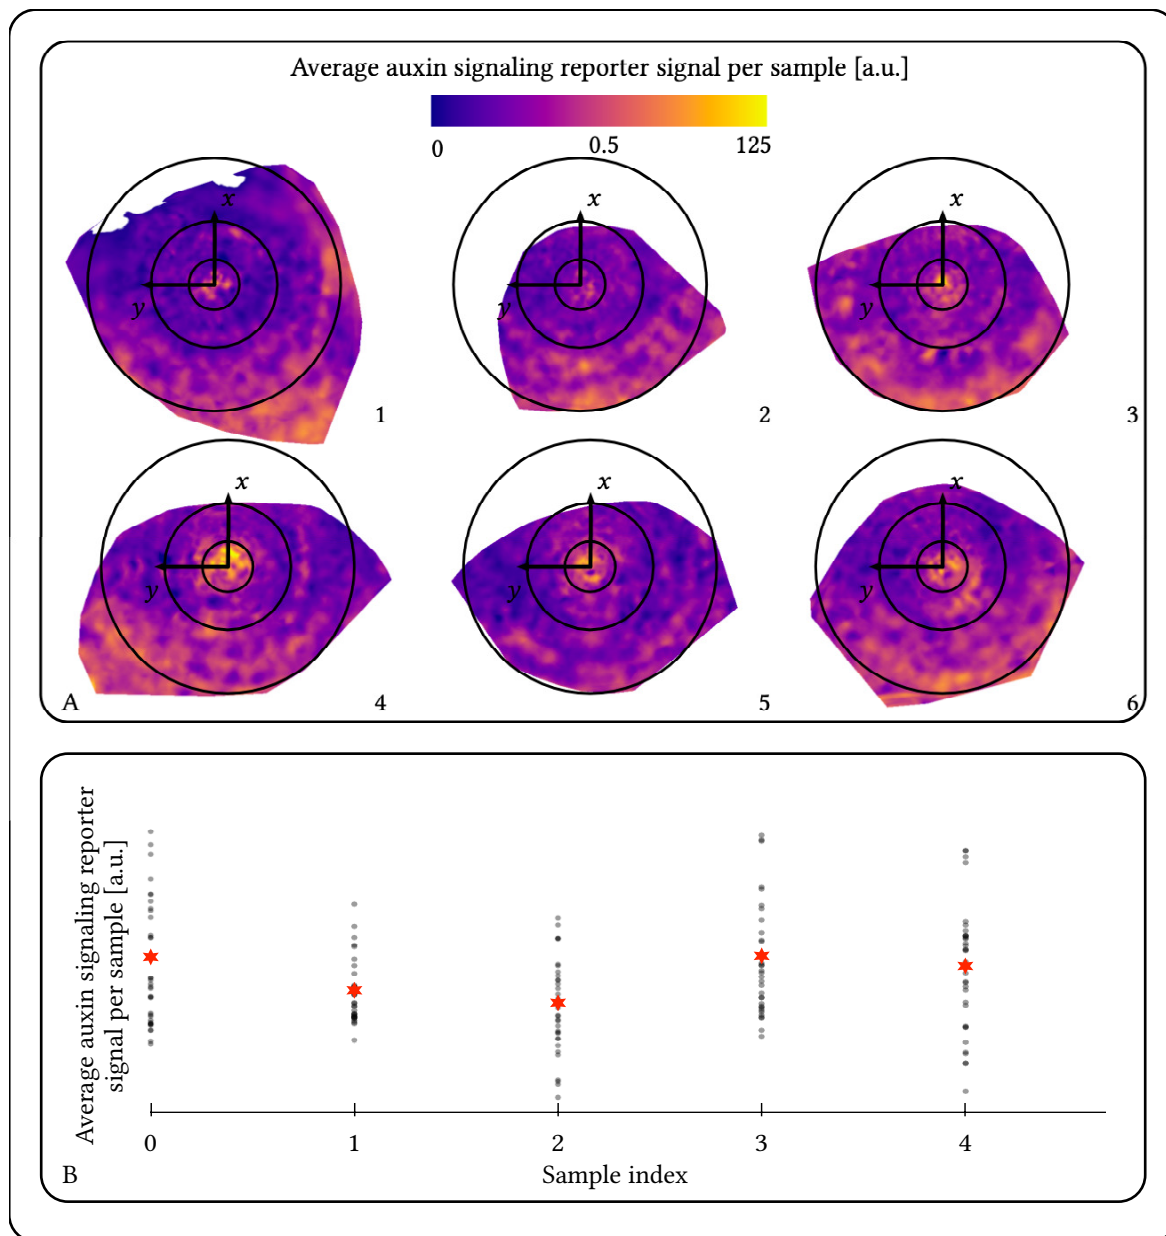 Average auxin signaling reporter signal per sample [a.u.]
0 0.5 125
x x x
y y y
1 2 3
x x x
y y y
A 4 5 6
Average auxin signaling reporter
signal per sample [a.u.]
0 1 2 3 4
B Sample index